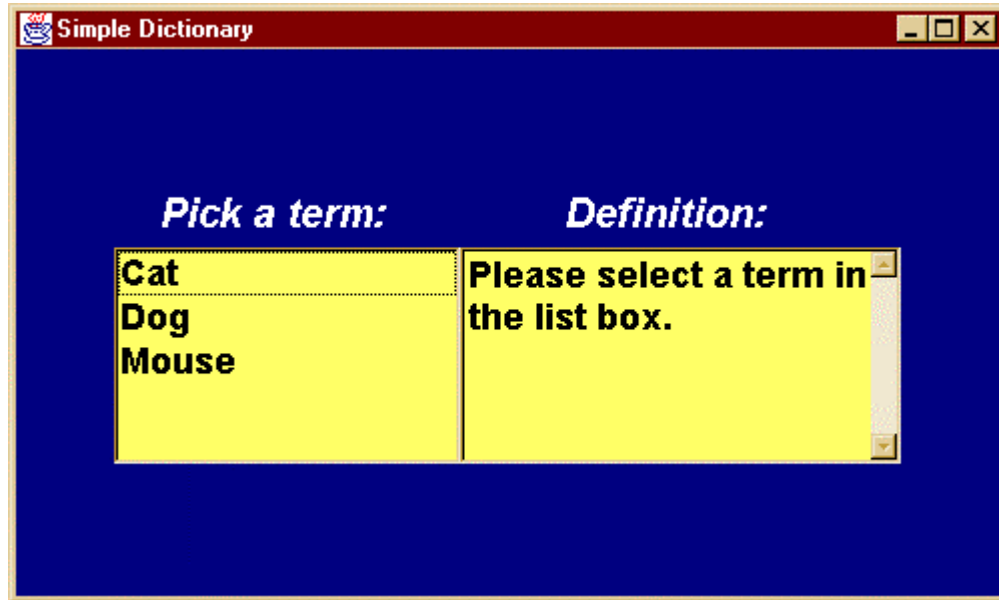 Simple Dictionary
Pick a term:
Definition:
Cat
Dog
Mouse
Please select a term in
the list box.